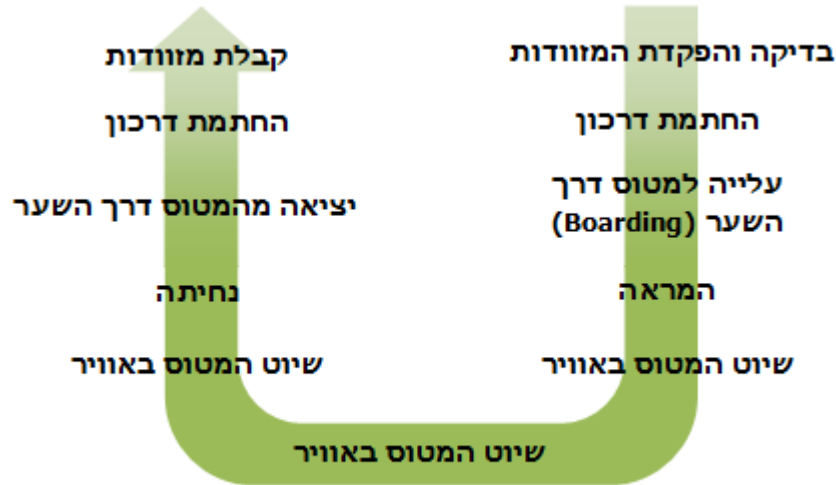 בדיקה והפקדת המזוודות
החתמת דרכון
עלייה למטוס דרך
השער (Boarding)
המראה
שיוט המטוס באוויר
שיוט המטוס באוויר
שיוט המטוס באוויר
נחיתה
יציאה מהמטוס דרך השער
החתמת דרכון
קבלת מזוודות